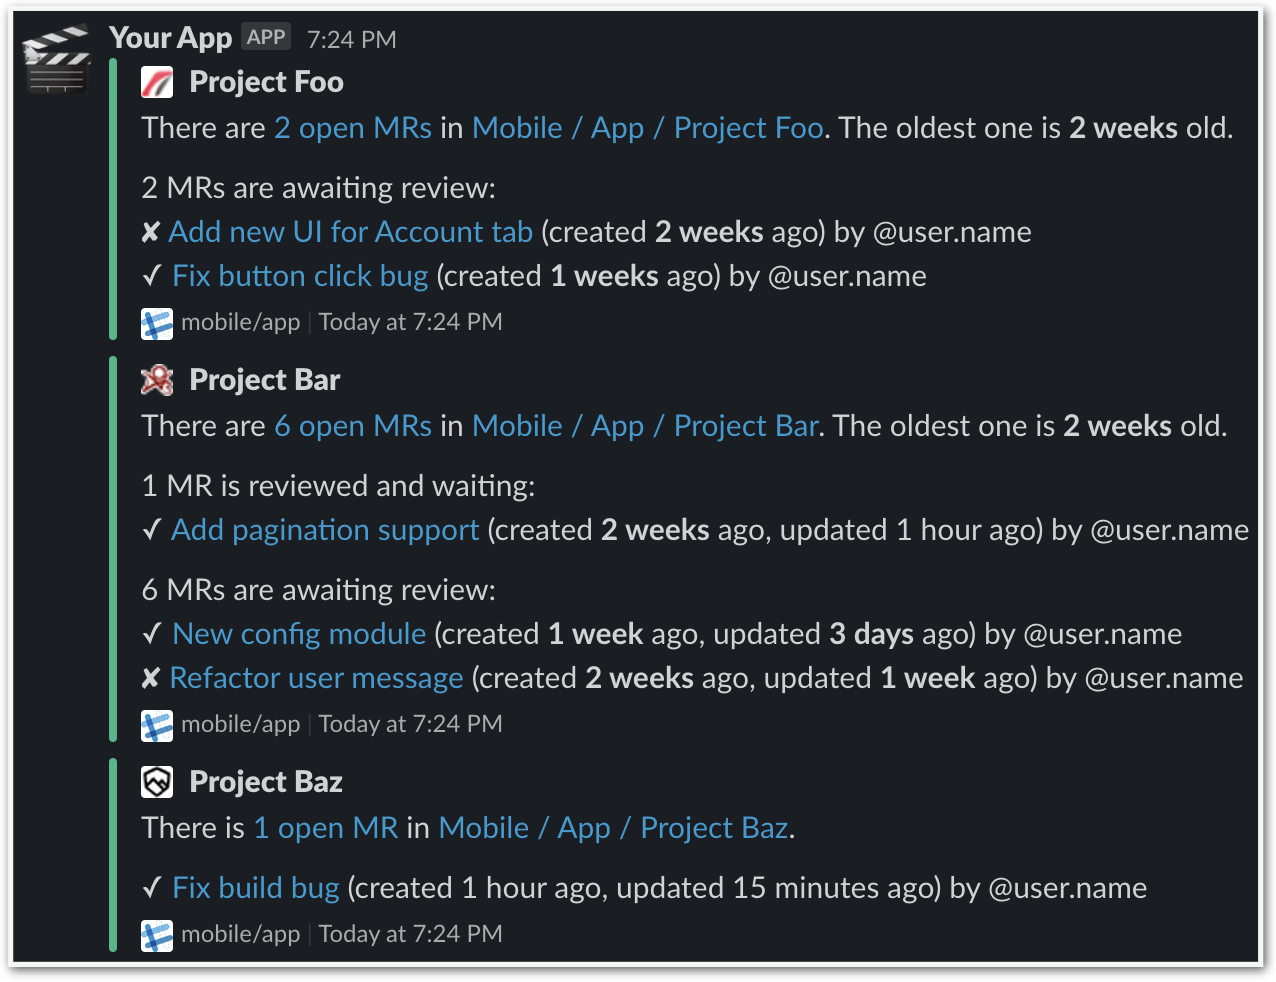 Your App APP 7:24 PM
Project Foo
There are 2 open MRs in Mobile / App / Project Foo. The oldest one is 2 weeks old.
2 MRs are awaiting review:
✘ Add new UI for Account tab (created 2 weeks ago) by @user.name
✓ Fix button click bug (created 1 weeks ago) by @user.name
mobile/app | Today at 7:24 PM
Project Bar
There are 6 open MRs in Mobile / App / Project Bar. The oldest one is 2 weeks old.
1 MR is reviewed and waiting:
✓ Add pagination support (created 2 weeks ago, updated 1 hour ago) by @user.name
6 MRs are awaiting review:
✓ New config module (created 1 week ago, updated 3 days ago) by @user.name
✘ Refactor user message (created 2 weeks ago, updated 1 week ago) by @user.name
mobile/app | Today at 7:24 PM
Project Baz
There is 1 open MR in Mobile / App / Project Baz.
✓ Fix build bug (created 1 hour ago, updated 15 minutes ago) by @user.name
mobile/app | Today at 7:24 PM